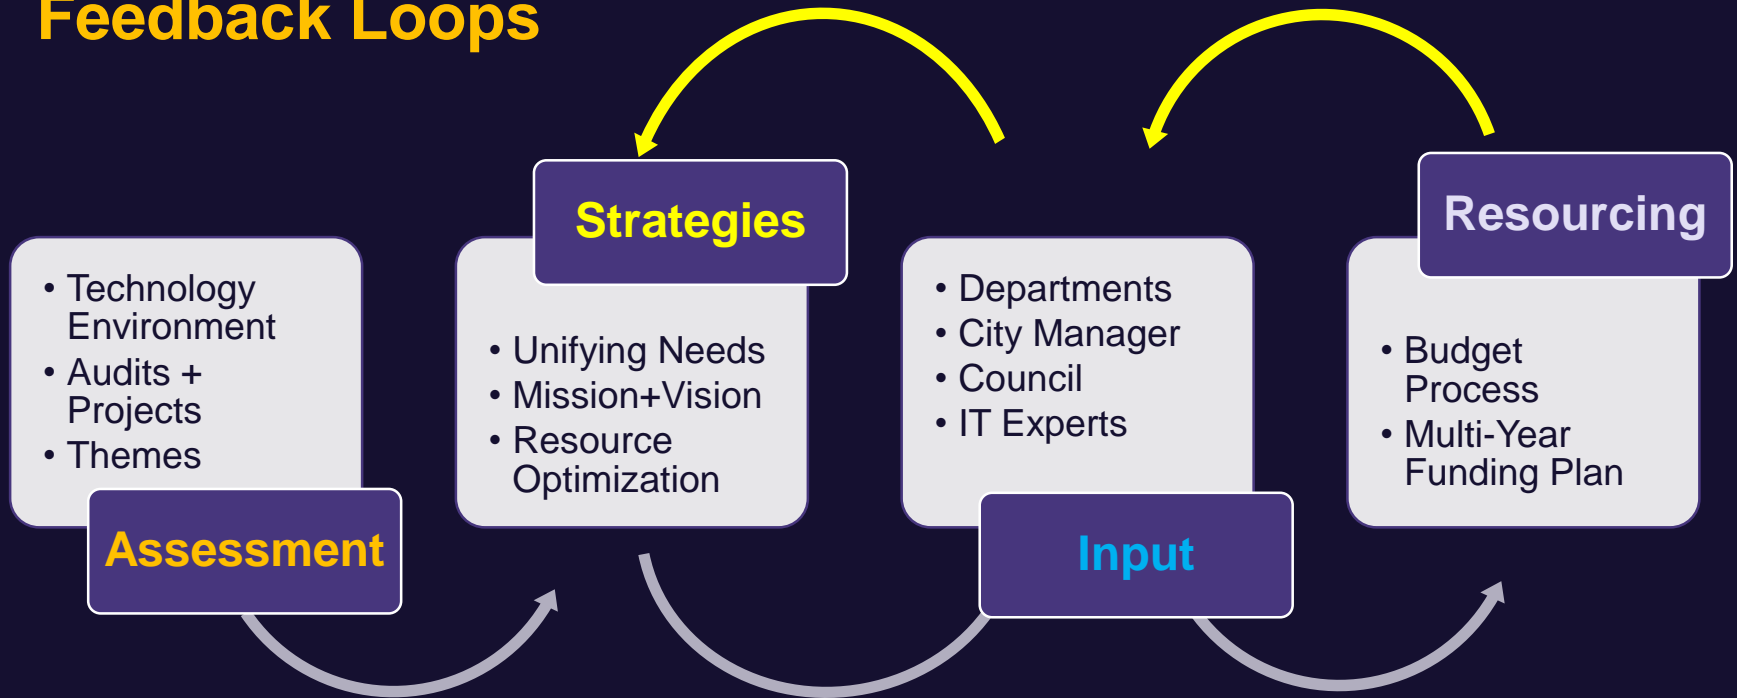 Feedback Loops
• Technology
Environment
• Audits +
Projects
• Themes
Assessment
Strategies
• Unifying Needs
• Mission+Vision
• Resource
Optimization
• Departments
• City Manager
• Council
• IT Experts
Input
Resourcing
• Budget
Process
• Multi-Year
Funding Plan